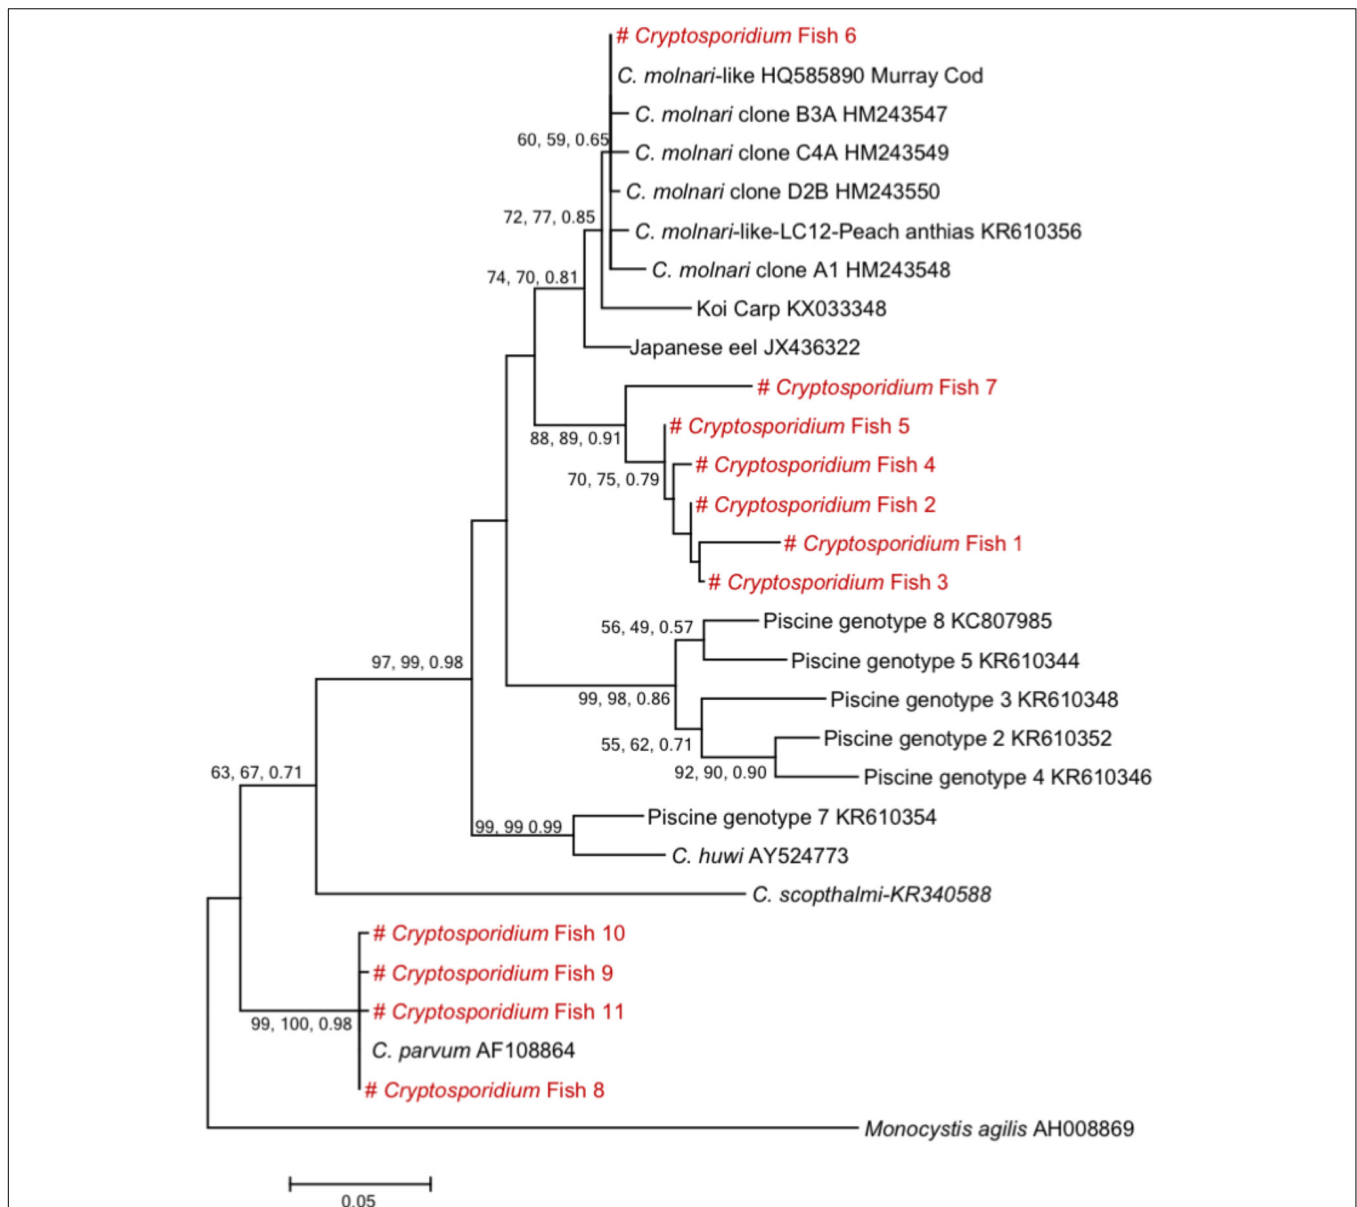 # Cryptosporidium Fish 6
C. molnari-like HQ585890 Murray Cod
C. molnari clone B3A HM243547
60, 59, 0.65
C. molnari clone C4A HM243549
C. molnari clone D2B HM243550
72, 77, 0.85
C. molnari-like-LC12-Peach anthias KR610356
C. molnari clone A1 HM243548
74, 70, 0.81
Koi Carp KX033348
Japanese eel JX436322
# Cryptosporidium Fish 7
# Cryptosporidium Fish 5
88, 89, 0.91
# Cryptosporidium Fish 4
70, 75, 0.79
# Cryptosporidium Fish 2
# Cryptosporidium Fish 1
# Cryptosporidium Fish 3
Piscine genotype 8 KC807985
56, 49, 0.57
Piscine genotype 5 KR610344
97, 99, 0.98
99, 98, 0.86
Piscine genotype 3 KR610348
Piscine genotype 2 KR610352
55, 62, 0.71
92, 90, 0.90
Piscine genotype 4 KR610346
63, 67, 0.71
Piscine genotype 7 KR610354
99, 99 0.99
C. huwi AY524773
C. scopthalmi-KR340588
# Cryptosporidium Fish 10
# Cryptosporidium Fish 9
# Cryptosporidium Fish 11
99, 100, 0.98
C. parvum AF108864
# Cryptosporidium Fish 8
Monocystis agilis AH008869
0.05